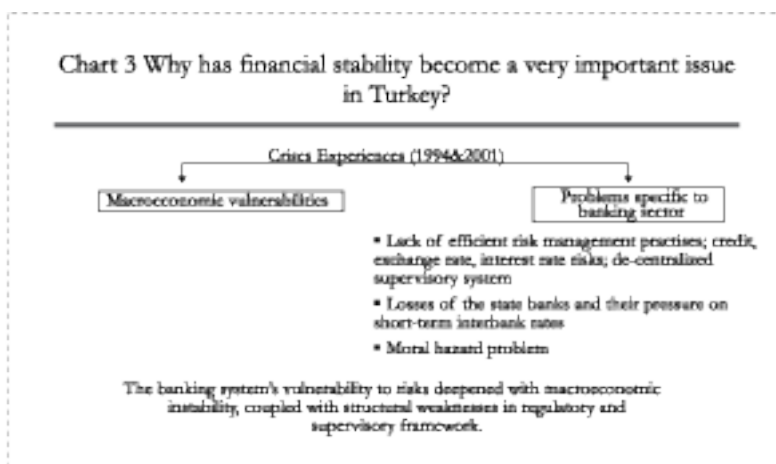 Chart 3 Why has financial stability become a very important issue
in Turkey?
Crises Experiences (1994&2001)
Macroeconomic vulnerabilities
Problems specific to
banking sector
▪ Lack of efficient risk management practises; credit,
exchange rate, interest rate risks; de-centralized
supervisory system
▪ Losses of the state banks and their pressure on
short-term interbank rates
▪ Moral hazard problem
The banking system's vulnerability to risks deepened with macroeconomic
instability, coupled with structural weaknesses in regulatory and
supervisory framework.